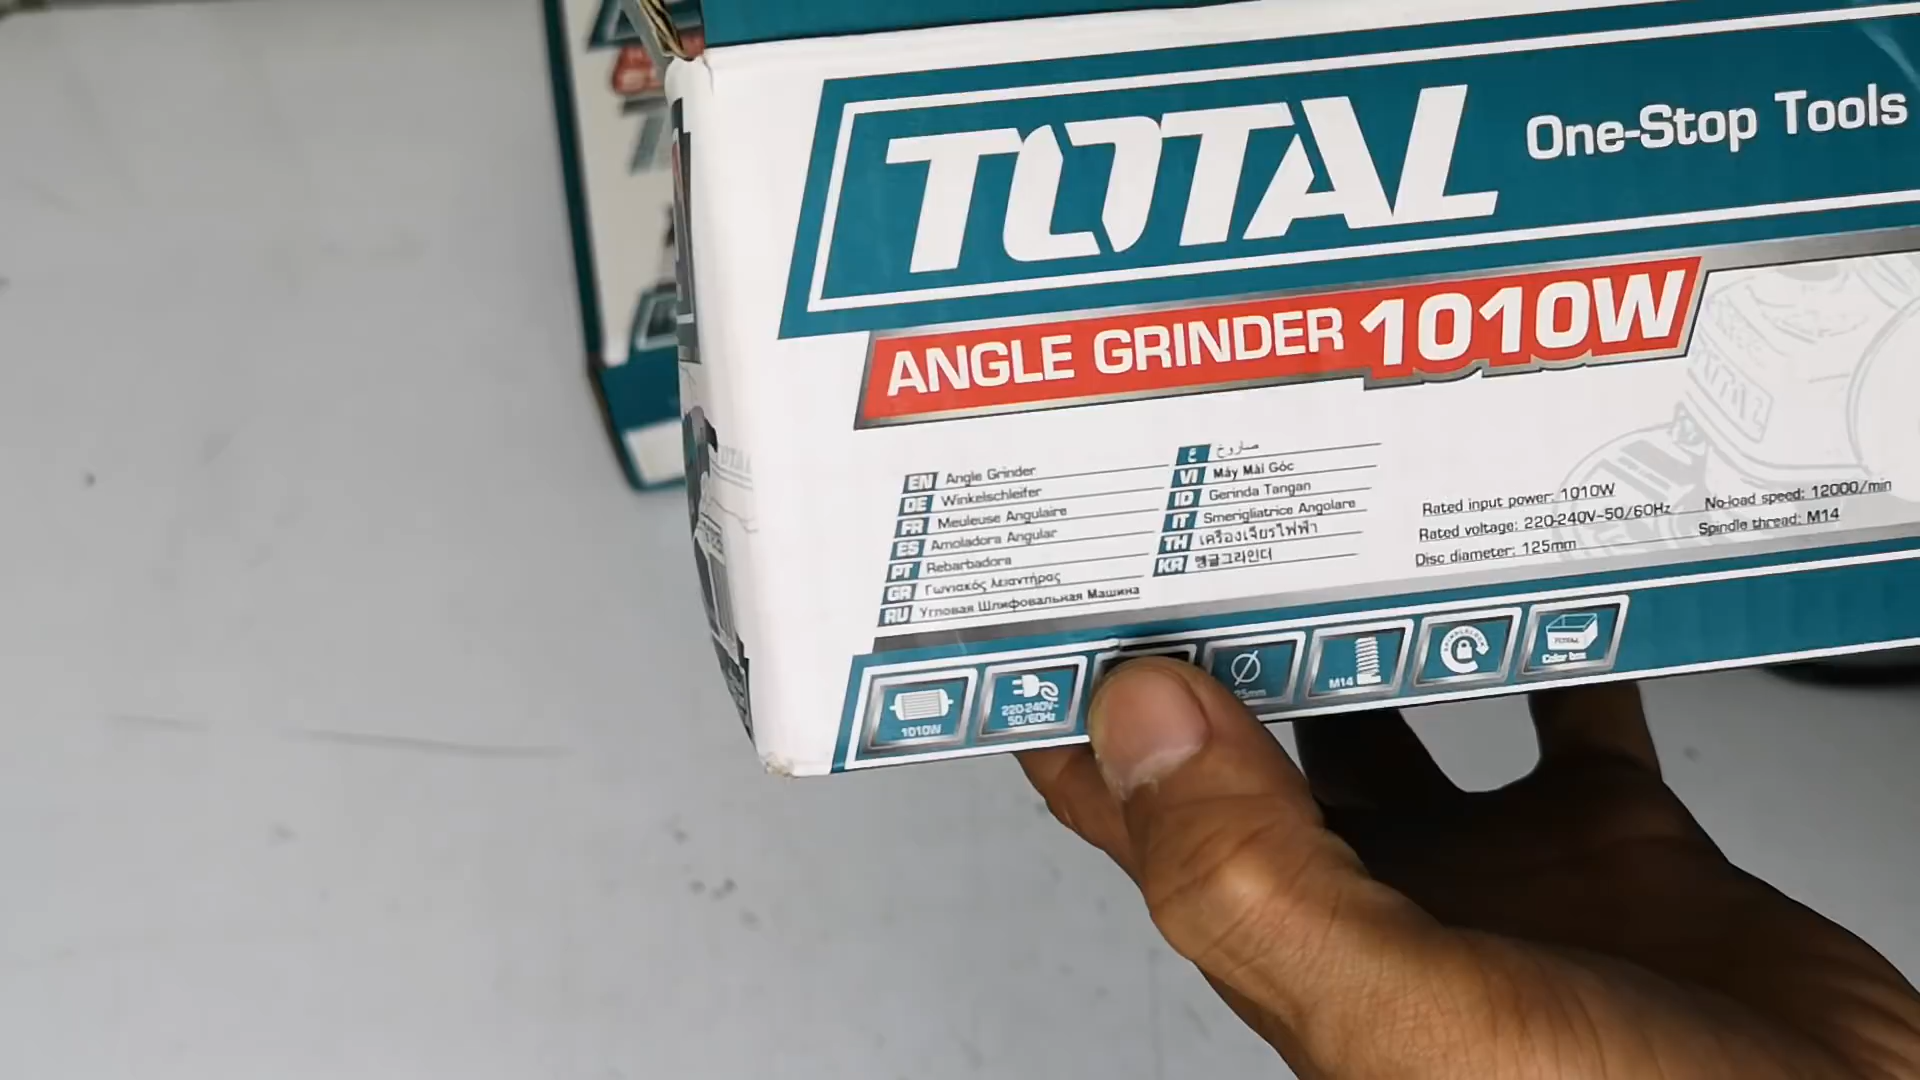 TOTAL
One-Stop Tools
ANGLE GRINDER 1010W
EN Angle Grinder
DE Winkelschleifer
FR Meuleuse Angulaire
ES Amoladora Angular
PT Rebarbadora
GR Γωνιακός λειαντήρας
RU Угловая Шлифовальная Машина
ع صاروخ
VI Máy Mài Góc
ID Gerinda Tangan
IT Smerigliatrice Angolare
TH เครื่องเจียรไฟฟ้า
KR 앵글그라인더
Rated input power: 1010W
Rated voltage: 220-240V~50/60Hz
Disc diameter: 125mm
No-load speed: 12000/min
Spindle thread: M14
1010W
220-240V~
50/60Hz
M14
TOTAL
Color box